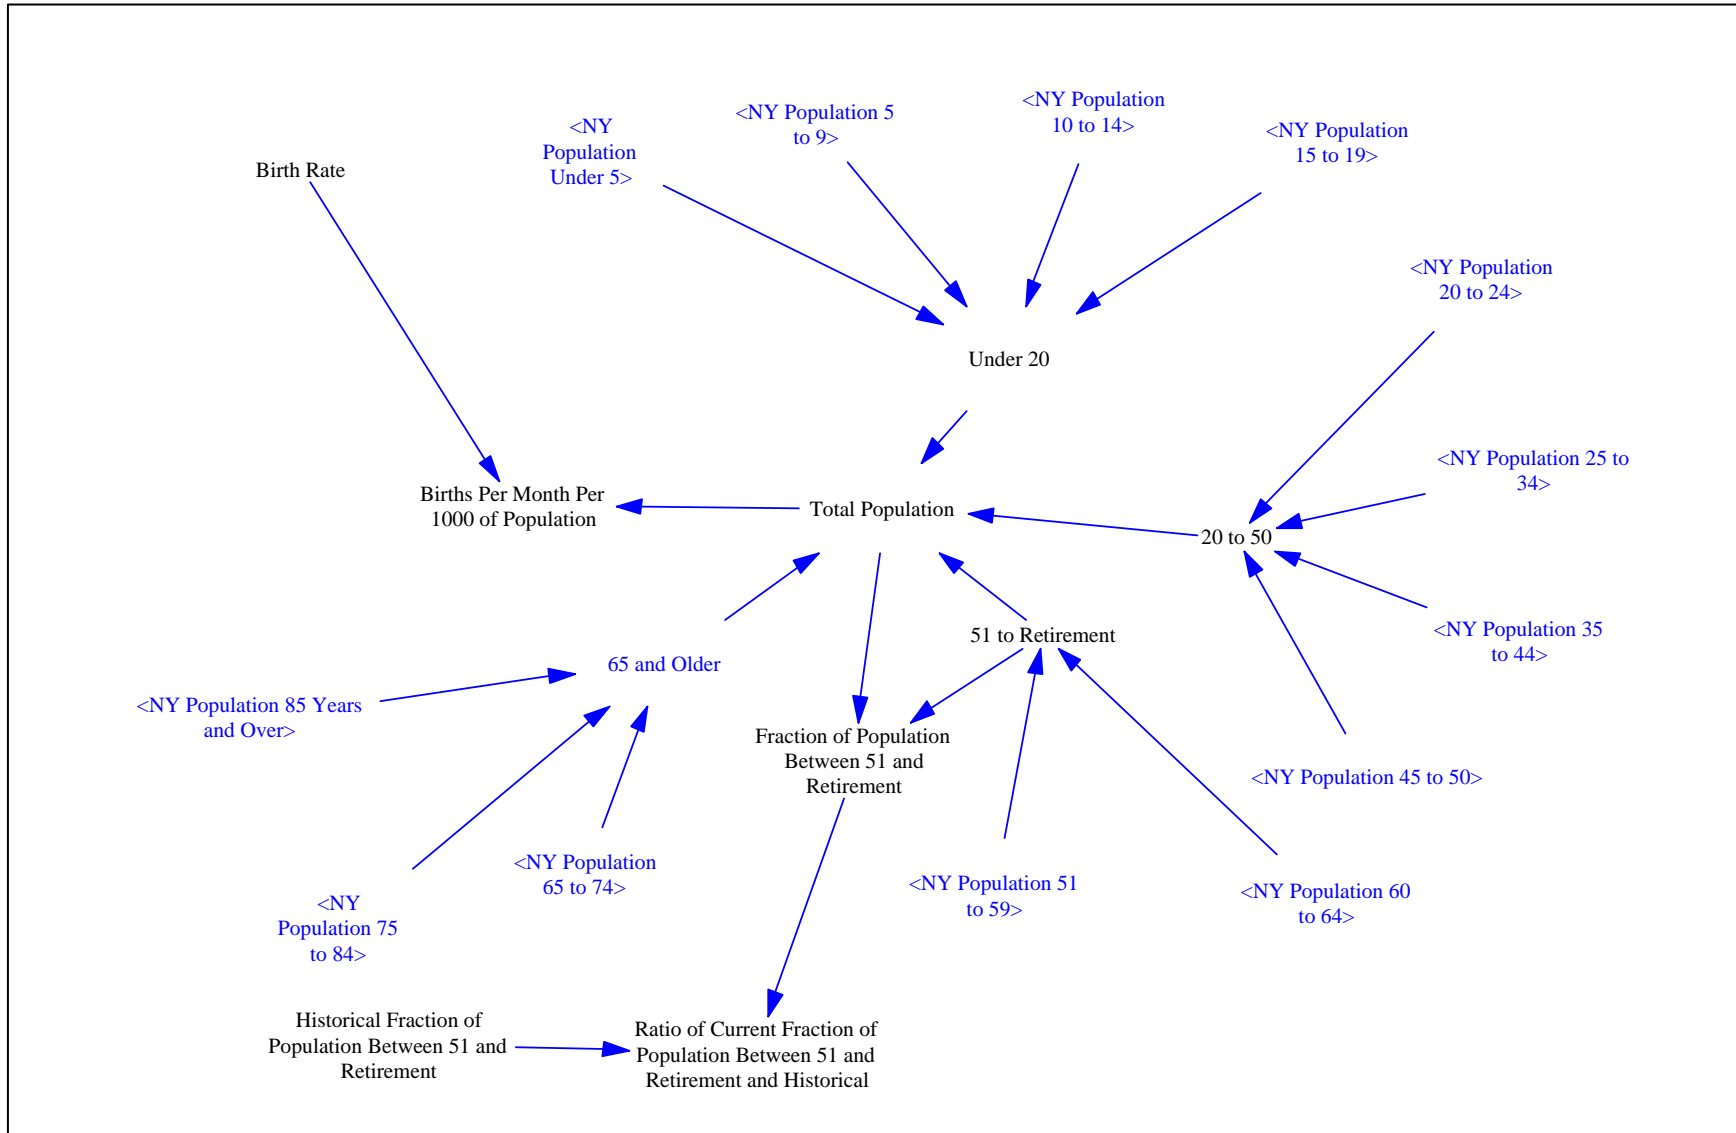 <NY Population
10 to 14>
<NY Population 5
to 9>
<NY
Population
Under 5>
<NY Population
15 to 19>
Birth Rate
<NY Population
20 to 24>
Under 20
<NY Population 25 to
34>
Births Per Month Per
1000 of Population
Total Population
20 to 50
51 to Retirement
<NY Population 35
to 44>
65 and Older
<NY Population 85 Years
and Over>
Fraction of Population
Between 51 and
Retirement
<NY Population 45 to 50>
<NY Population
65 to 74>
<NY Population 51
to 59>
<NY Population 60
to 64>
<NY
Population 75
to 84>
Historical Fraction of
Population Between 51 and
Retirement
Ratio of Current Fraction of
Population Between 51 and
Retirement and Historical